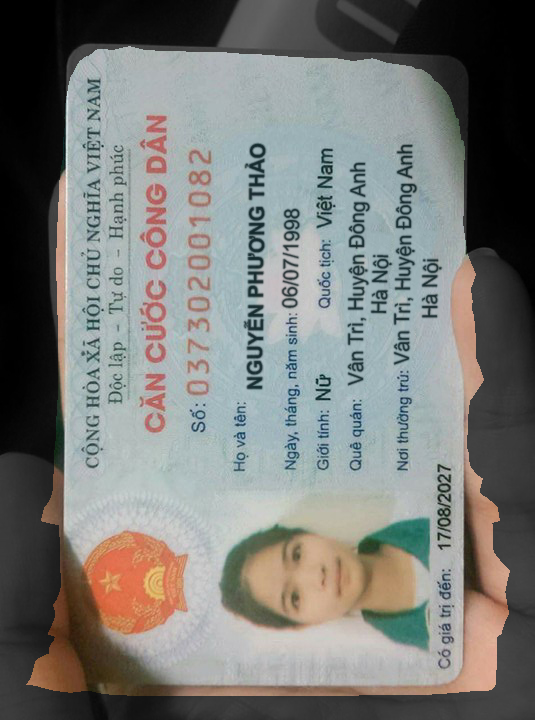 CỘNG HÒA XÃ HỘI CHỦ NGHĨA VIỆT NAM
Độc lập - Tự do - Hạnh phúc
CĂN CƯỚC CÔNG DÂN
Số: 037302001082
Họ và tên:
NGUYỄN PHƯƠNG THẢO
Ngày, tháng, năm sinh: 06/07/1998
Giới tính: Nữ Quốc tịch: Việt Nam
Quê quán: Vân Trì, Huyện Đông Anh
Hà Nội
Nơi thường trú: Vân Trì, Huyện Đông Anh
Hà Nội
Có giá trị đến: 17/08/2027